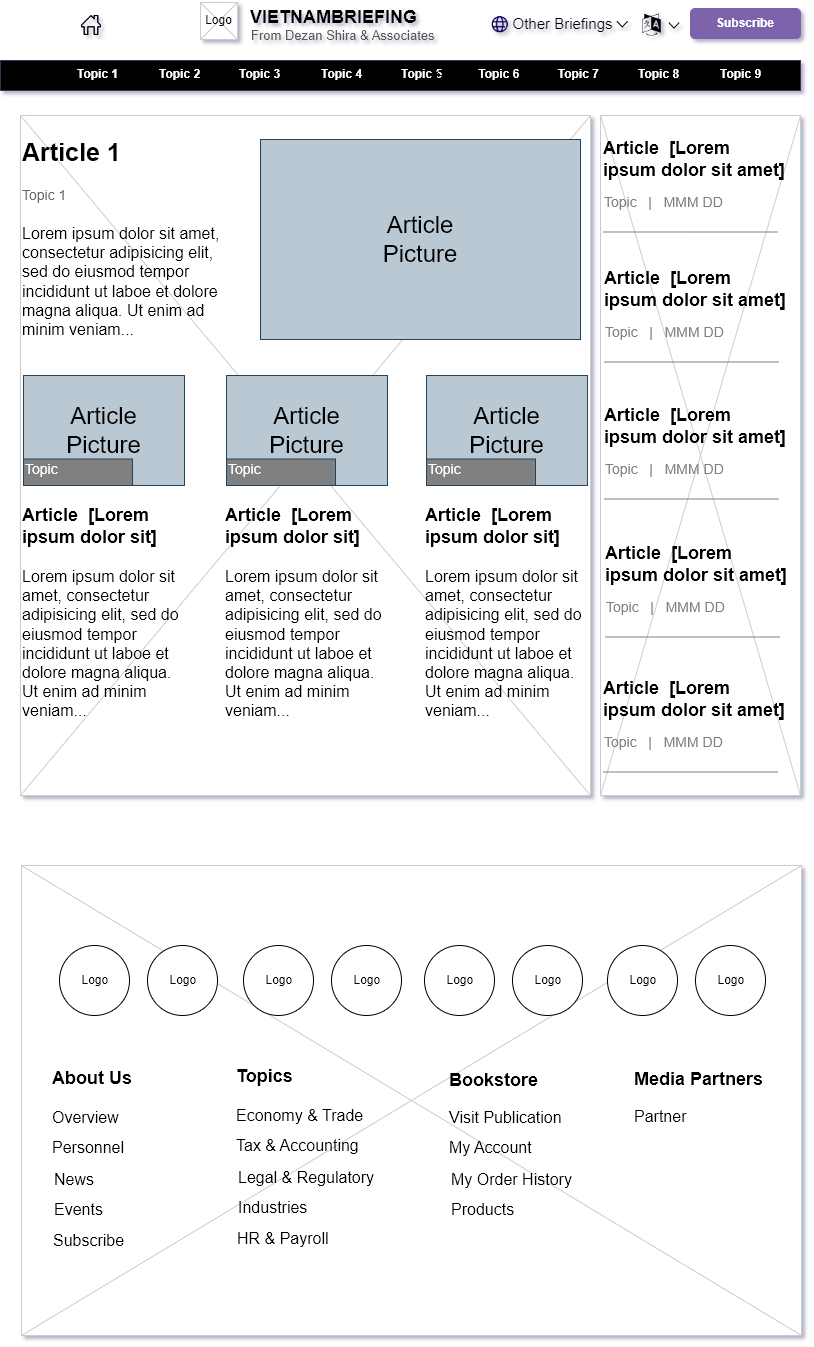 Logo
VIETNAMBRIEFING
From Dezan Shira & Associates
Other Briefings
Subscribe
Topic 1 Topic 2 Topic 3 Topic 4 Topic 5 Topic 6 Topic 7 Topic 8 Topic 9
Article 1
Topic 1
Lorem ipsum dolor sit amet,
consectetur adipisicing elit,
sed do eiusmod tempor
incididunt ut laboe et dolore
magna aliqua. Ut enim ad
minim veniam...
Article
Picture
Article
Picture
Topic
Article [Lorem
ipsum dolor sit]
Lorem ipsum dolor sit
amet, consectetur
adipisicing elit, sed do
eiusmod tempor
incididunt ut laboe et
dolore magna aliqua.
Ut enim ad minim
veniam...
Article
Picture
Topic
Article [Lorem
ipsum dolor sit]
Lorem ipsum dolor sit
amet, consectetur
adipisicing elit, sed do
eiusmod tempor
incididunt ut laboe et
dolore magna aliqua.
Ut enim ad minim
veniam...
Article
Picture
Topic
Article [Lorem
ipsum dolor sit]
Lorem ipsum dolor sit
amet, consectetur
adipisicing elit, sed do
eiusmod tempor
incididunt ut laboe et
dolore magna aliqua.
Ut enim ad minim
veniam...
Article [Lorem
ipsum dolor sit amet]
Topic | MMM DD
Article [Lorem
ipsum dolor sit amet]
Topic | MMM DD
Article [Lorem
ipsum dolor sit amet]
Topic | MMM DD
Article [Lorem
ipsum dolor sit amet]
Topic | MMM DD
Article [Lorem
ipsum dolor sit amet]
Topic | MMM DD
Logo Logo Logo Logo Logo Logo Logo Logo
About Us
Overview
Personnel
News
Events
Subscribe
Topics
Economy & Trade
Tax & Accounting
Legal & Regulatory
Industries
HR & Payroll
Bookstore
Visit Publication
My Account
My Order History
Products
Media Partners
Partner